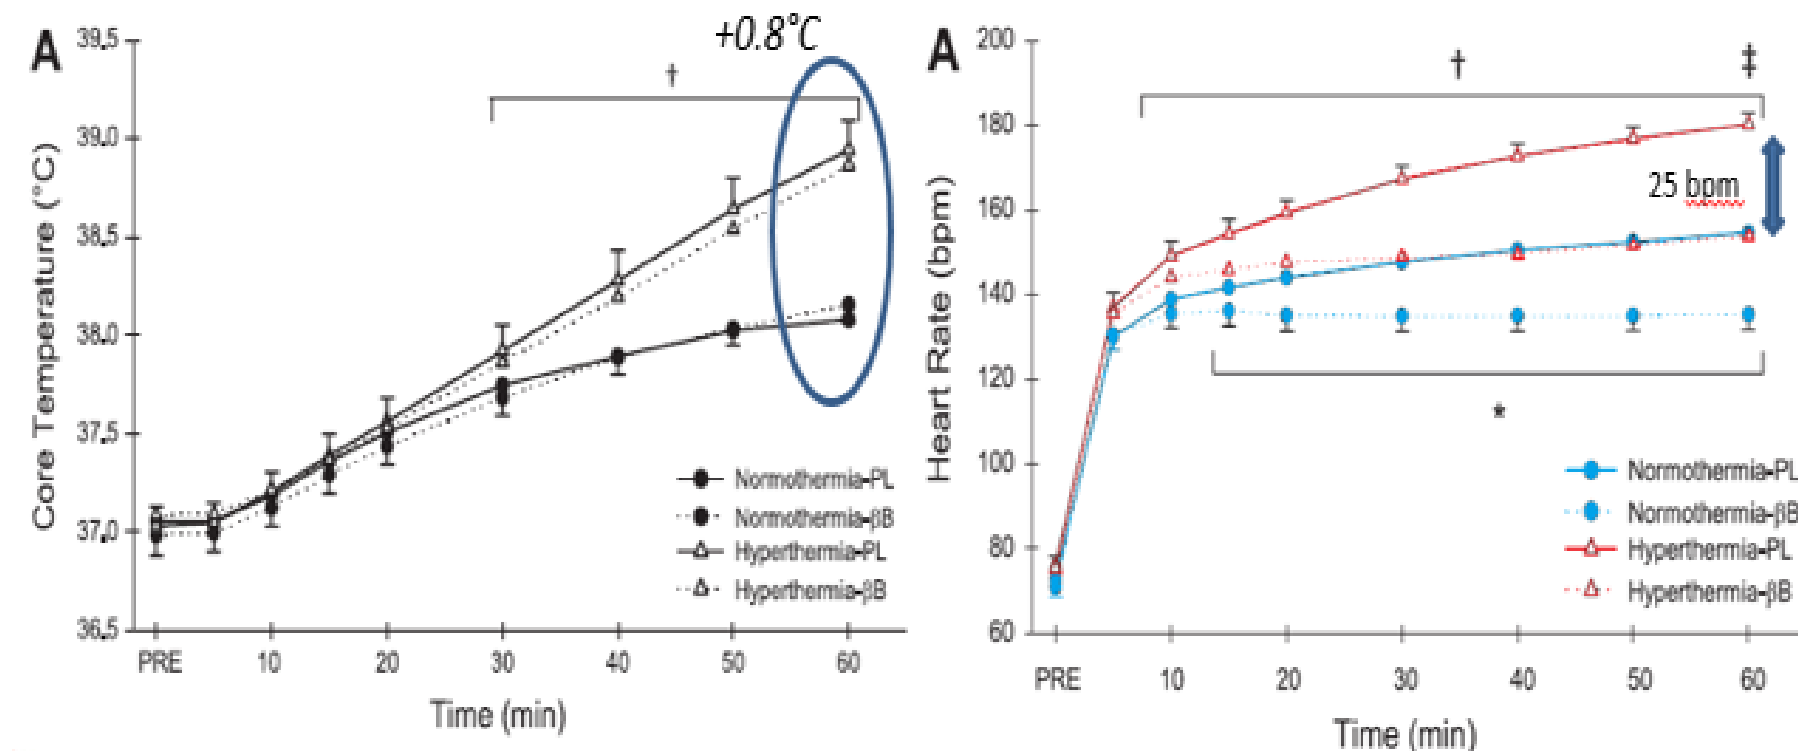 A
+0.8°C
†
39.5
39.0
38.5
38.0
37.5
37.0
36.5
Core Temperature (°C)
Normothermia-PL
Normothermia-βB
Hyperthermia-PL
Hyperthermia-βB
PRE 10 20 30 40 50 60
Time (min)
A
† ‡
200
180
160
140
120
100
80
60
Heart Rate (bpm)
25 bpm
*
Normothermia-PL
Normothermia-βB
Hyperthermia-PL
Hyperthermia-βB
PRE 10 20 30 40 50 60
Time (min)